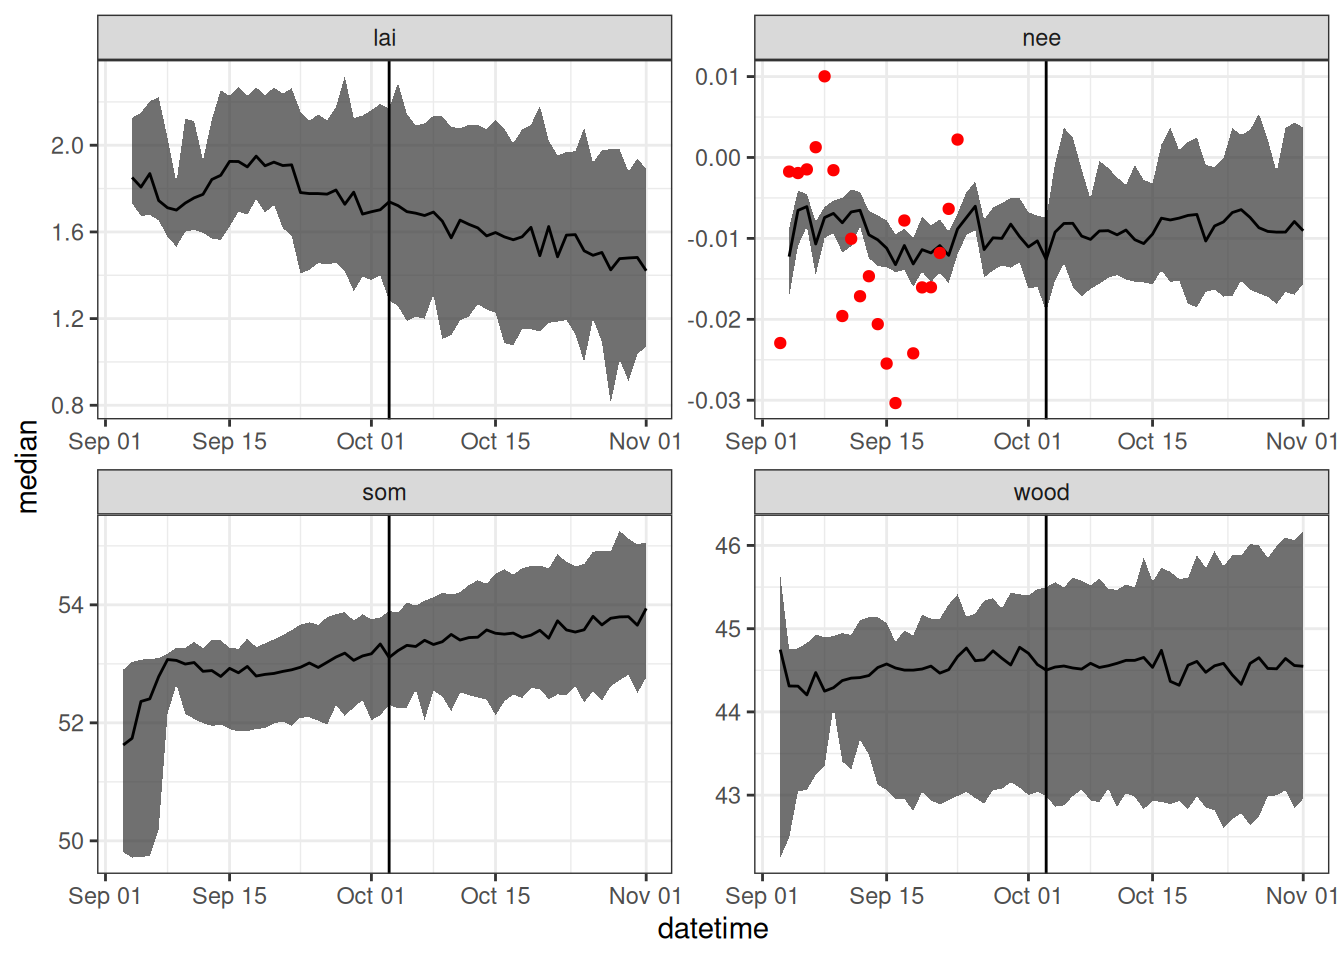 lai
nee
2.0
1.6
1.2
0.8
0.01
0.00
-0.01
-0.02
-0.03
Sep 01 Sep 15 Oct 01 Oct 15 Nov 01
Sep 01 Sep 15 Oct 01 Oct 15 Nov 01
median
som
wood
54
52
50
46
45
44
43
Sep 01 Sep 15 Oct 01 Oct 15 Nov 01
Sep 01 Sep 15 Oct 01 Oct 15 Nov 01
datetime